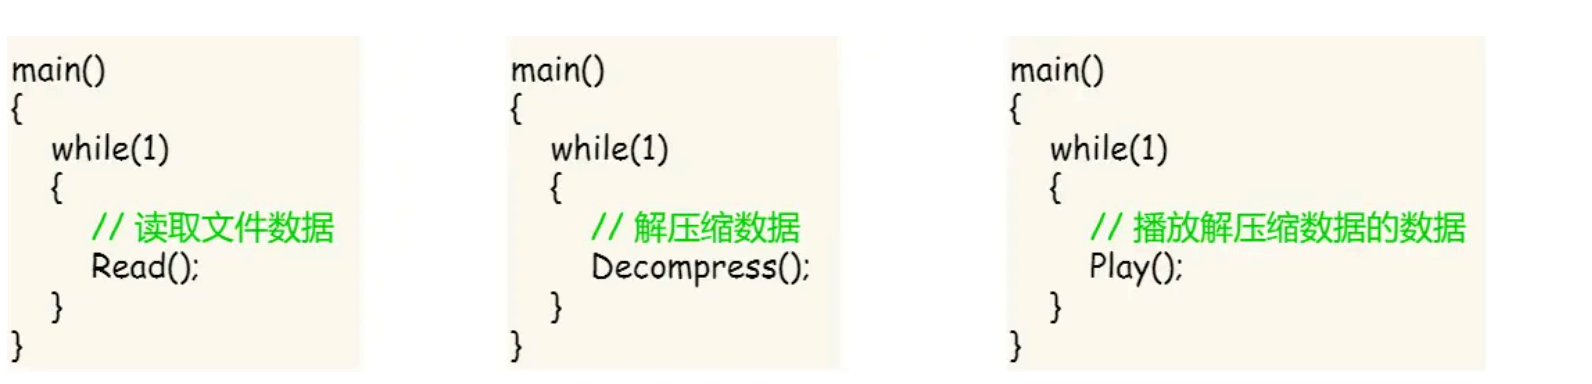 main()
{
while(1)
{
// 读取文件数据
Read();
}
}
main()
{
while(1)
{
// 解压缩数据
Decompress();
}
}
main()
{
while(1)
{
// 播放解压缩数据的数据
Play();
}
}